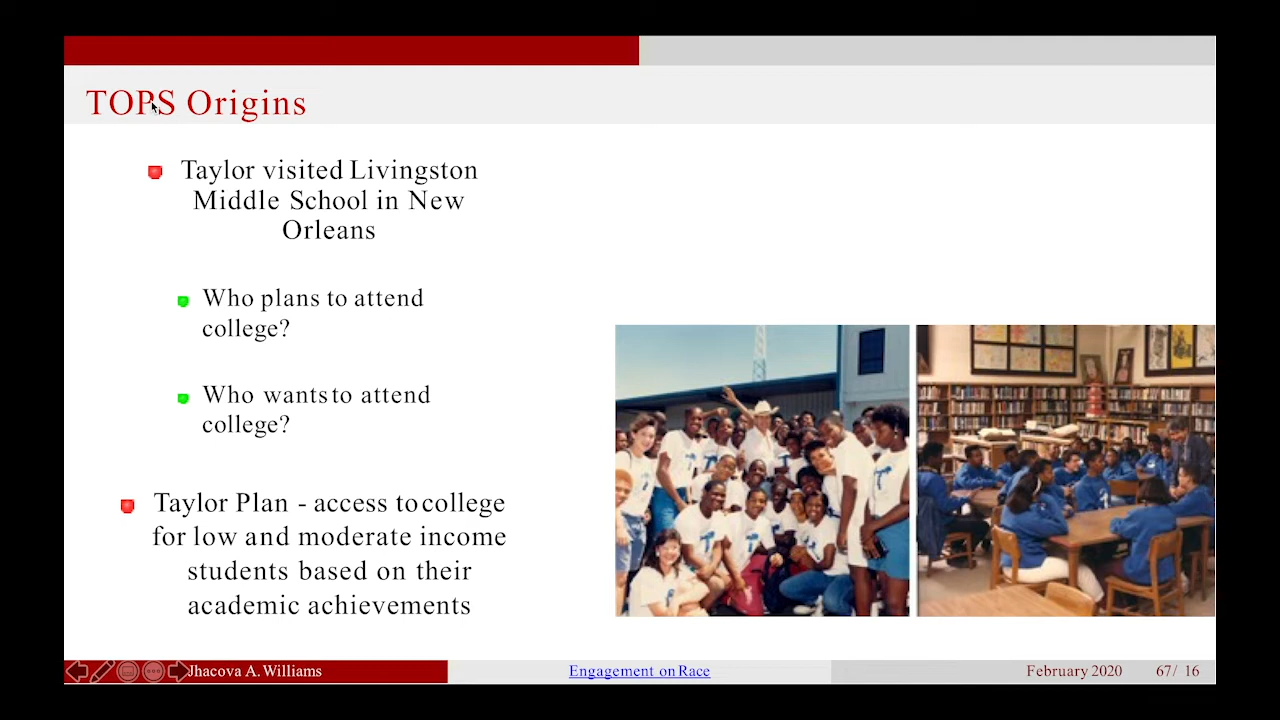 TOPS Origins
Taylor visited Livingston
Middle School in New
Orleans
Who plans to attend
college?
Who wants to attend
college?
Taylor Plan - access to college
for low and moderate income
students based on their
academic achievements
Jhacova A. Williams
Engagement on Race
February 2020
67/ 16